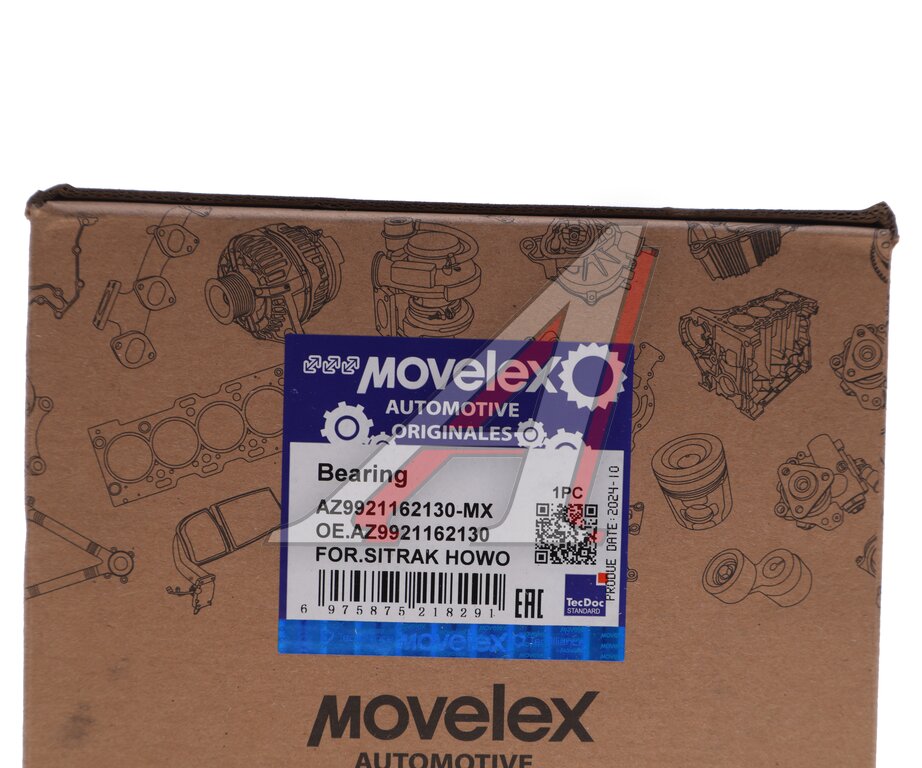 MOVELEX
AUTOMOTIVE
ORIGINALES
Bearing
AZ9921162130-MX
OE.AZ9921162130
FOR.SITRAK HOWO
1PC
PRODUE DATE:2024-10
6 975875 218291
EAC
TecDoc
STANDARD
MOVELEX
MOVELEX
AUTOMOTIVE